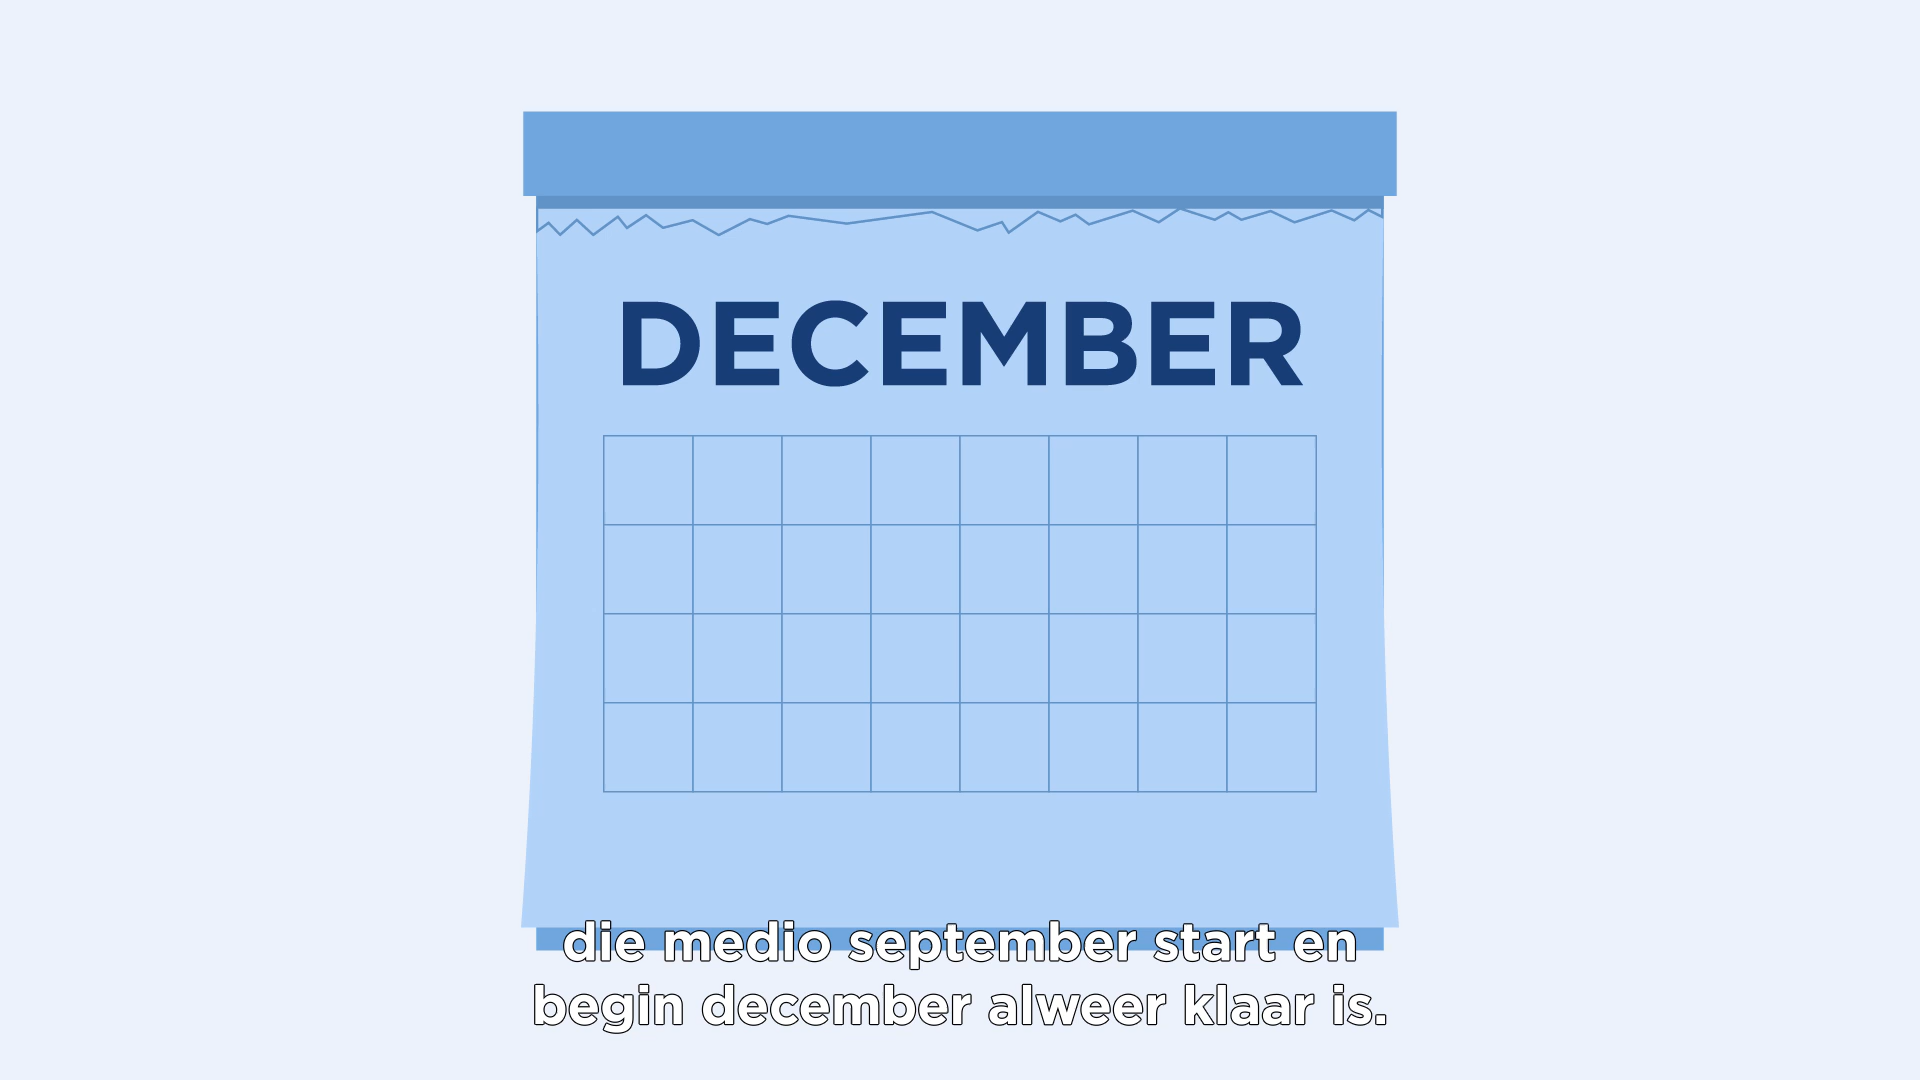 DECEMBER
die medio september start en
begin december alweer klaar is.